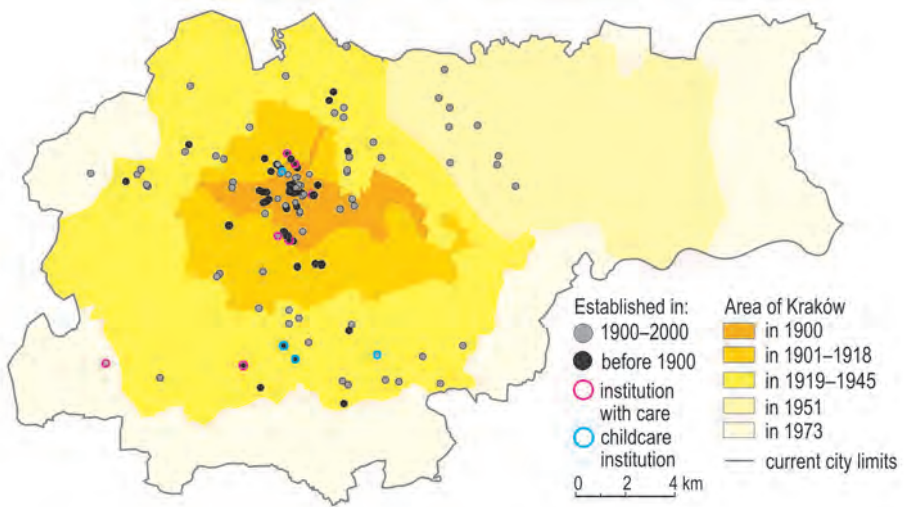 Established in:
1900–2000
before 1900
institution
with care
childcare
institution
0 2 4 km
Area of Kraków
in 1900
in 1901–1918
in 1919–1945
in 1951
in 1973
current city limits